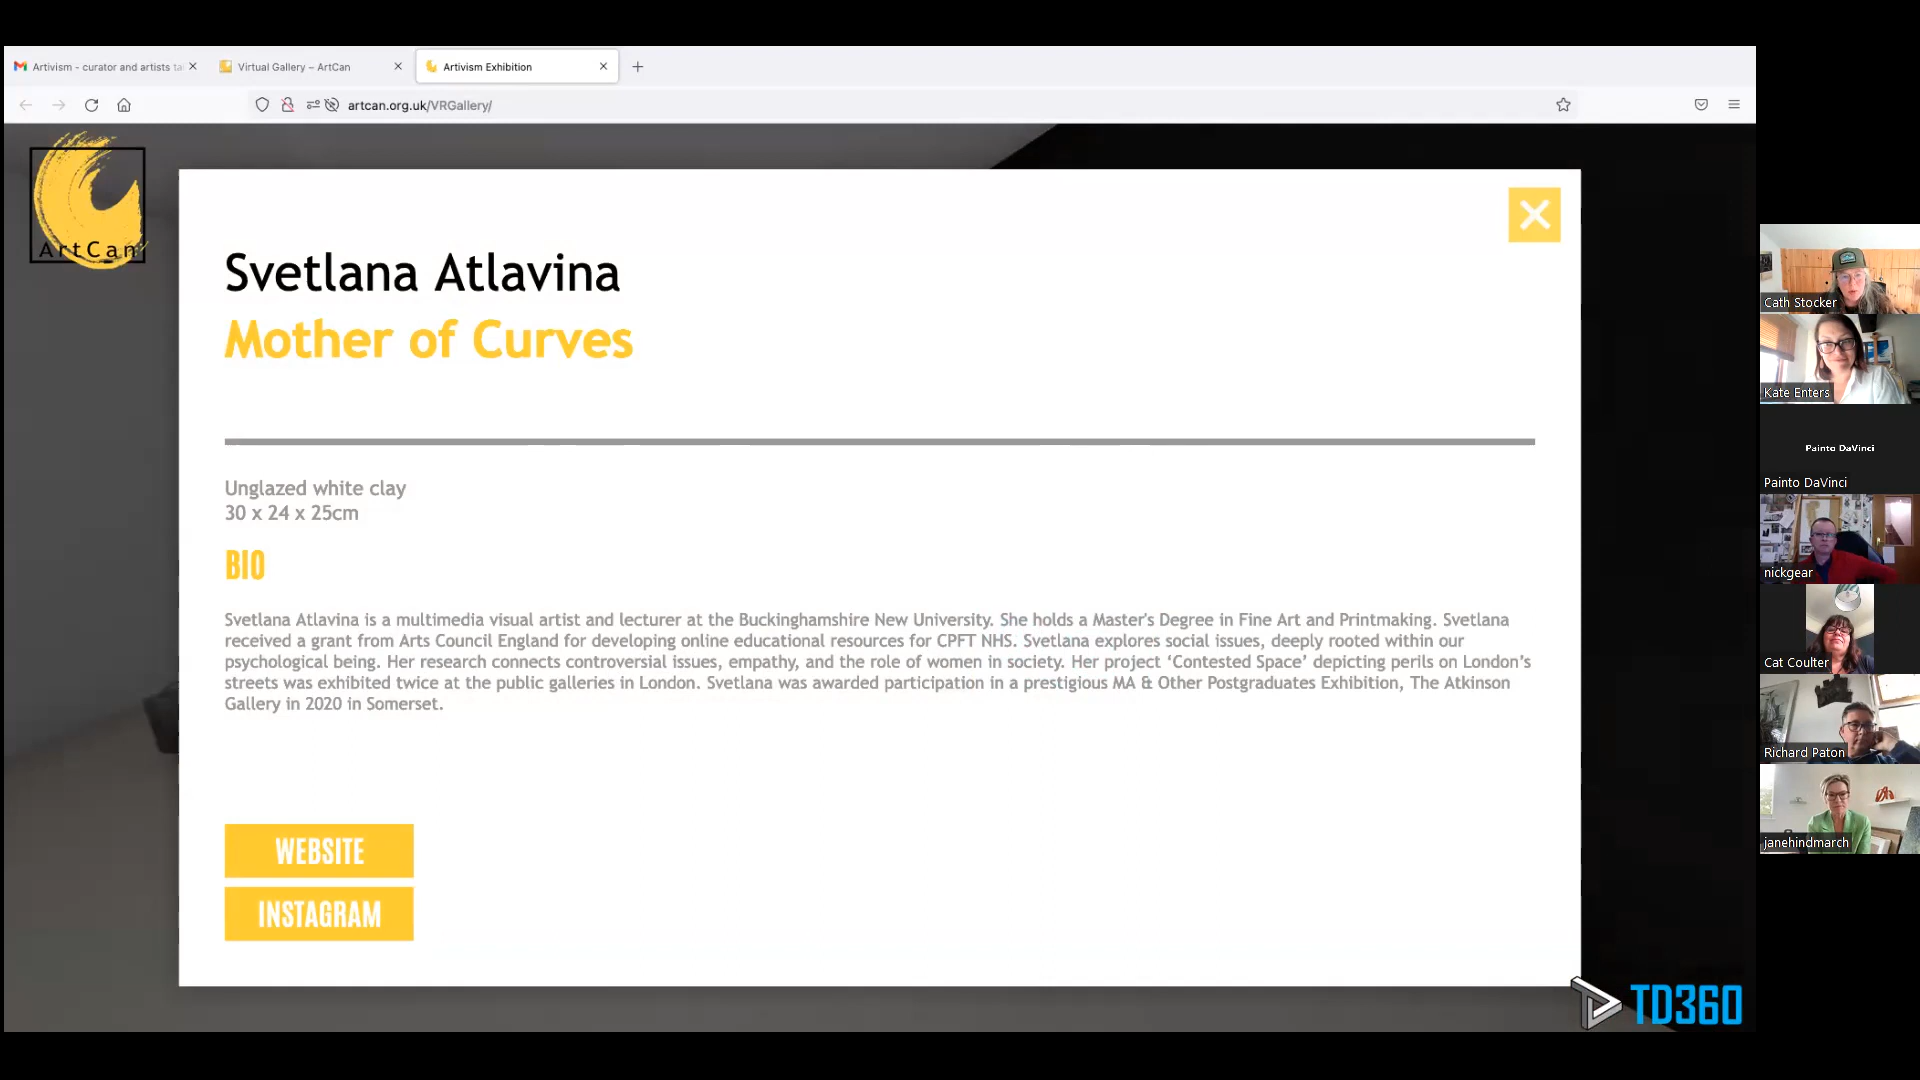 Artivism - curator and artists ta
Virtual Gallery – ArtCan
Artivism Exhibition
artcan.org.uk/VRGallery/
ArtCan
Svetlana Atlavina
Mother of Curves
Unglazed white clay
30 x 24 x 25cm
BIO
Svetlana Atlavina is a multimedia visual artist and lecturer at the Buckinghamshire New University. She holds a Master's Degree in Fine Art and Printmaking. Svetlana
received a grant from Arts Council England for developing online educational resources for CPFT NHS. Svetlana explores social issues, deeply rooted within our
psychological being. Her research connects controversial issues, empathy, and the role of women in society. Her project ‘Contested Space’ depicting perils on London’s
streets was exhibited twice at the public galleries in London. Svetlana was awarded participation in a prestigious MA & Other Postgraduates Exhibition, The Atkinson
Gallery in 2020 in Somerset.
WEBSITE
INSTAGRAM
TD360
Cath Stocker
Kate Enters
Painto DaVinci
Painto DaVinci
nickgear
Cat Coulter
Richard Paton
janehindmarch